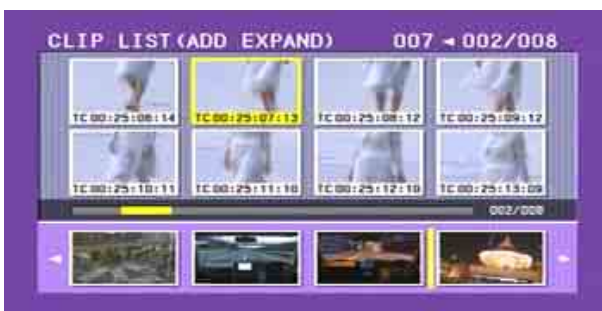 CLIP LIST(ADD EXPAND) 007 ◄ 002/008
TC 00:25:06:14 TC 00:25:07:13 TC 00:25:08:12 TC 00:25:09:12
TC 00:25:10:11 TC 00:25:11:10 TC 00:25:12:10 TC 00:25:13:09
002/008